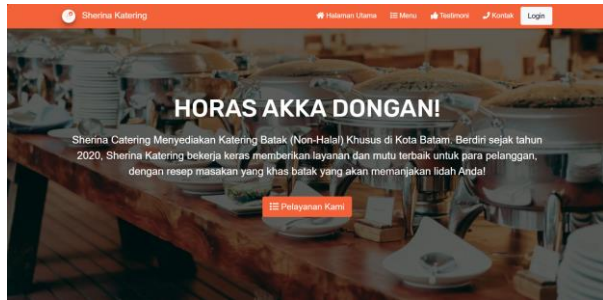 Sherina Katering
Halaman Utama Menu Testimoni Kontak Login
HORAS AKKA DONGAN!
Sherina Catering Menyediakan Katering Batak (Non-Halal) Khusus di Kota Batam. Berdiri sejak tahun
2020, Sherina Katering bekerja keras memberikan layanan dan mutu terbaik untuk para pelanggan,
dengan resep masakan yang khas batak yang akan memanjakan lidah Anda!
Pelayanan Kami